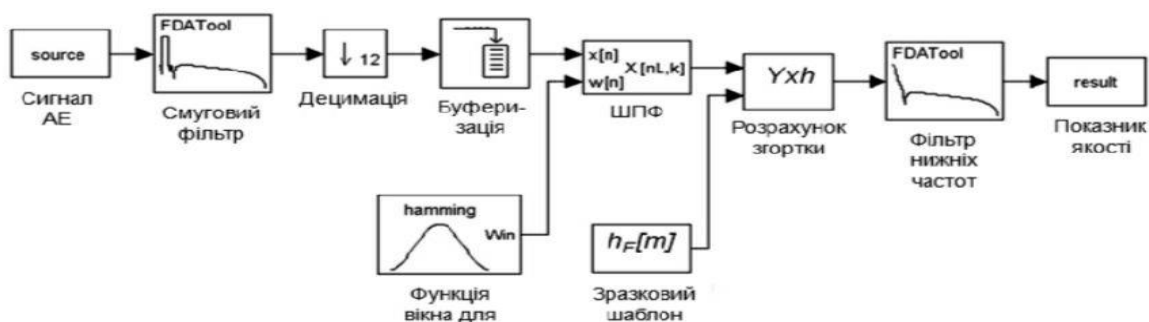 FDATool
source
↓ 12
x[n]
w[n]
X[nL,k]
Yxh
FDATool
result
Сигнал
АЕ
Смуговий
фільтр
Децимація
Буфери-
зація
ШПФ
Розрахунок
згортки
Фільтр
нижніх
частот
Показник
якості
hamming
Win
hF[m]
Функція
вікна для
Зразковий
шаблон